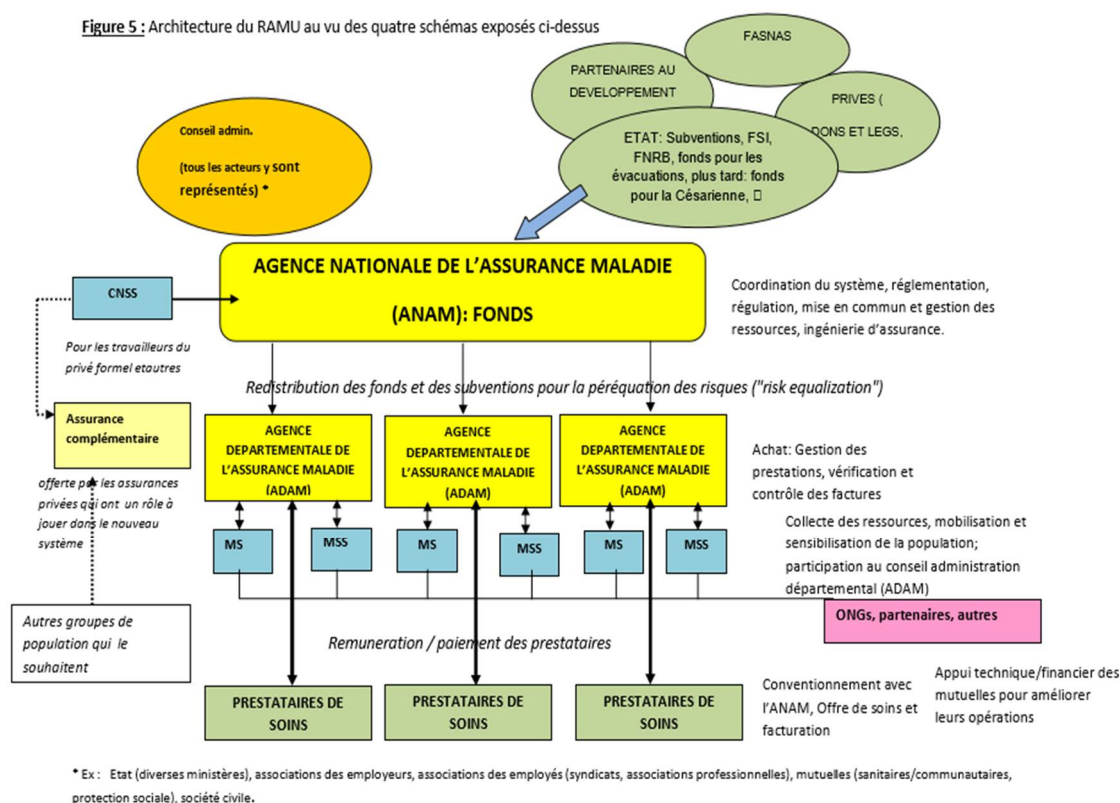 Figure 5 : Architecture du RAMU au vu des quatre schémas exposés ci-dessus
FASNAS
PARTENAIRES AU
DEVELOPPEMENT
PRIVES (
DONS ET LEGS,
Conseil admin.
(tous les acteurs y sont
représentés) *
ETAT: Subventions, FSI,
FNRB, fonds pour les
évacuations, plus tard: fonds
pour la Césarienne, □
AGENCE NATIONALE DE L’ASSURANCE MALADIE
(ANAM): FONDS
CNSS
Coordination du système, réglementation,
régulation, mise en commun et gestion des
ressources, ingénierie d’assurance.
Pour les travailleurs du
privé formel etautres
Redistribution des fonds et des subventions pour la péréquation des risques ("risk equalization")
Assurance
complémentaire
AGENCE
DEPARTEMENTALE DE
L’ASSURANCE MALADIE
(ADAM)
AGENCE
DEPARTEMENTALE DE
L’ASSURANCE MALADIE
(ADAM)
AGENCE
DEPARTEMENTALE DE
L’ASSURANCE MALADIE
(ADAM)
Achat: Gestion des
prestations, vérification et
contrôle des factures
offerte par les assurances
privées qui ont un rôle à
jouer dans le nouveau
système
MS
MSS
MS
MSS
MS
MSS
Collecte des ressources, mobilisation et
sensibilisation de la population;
participation au conseil administration
départemental (ADAM)
ONGs, partenaires, autres
Autres groupes de
population qui le
souhaitent
Remuneration / paiement des prestataires
PRESTATAIRES DE
SOINS
PRESTATAIRES DE
SOINS
PRESTATAIRES DE
SOINS
Conventionnement avec
l’ANAM, Offre de soins et
facturation
Appui technique/financier des
mutuelles pour améliorer
leurs opérations
* Ex : Etat (diverses ministères), associations des employeurs, associations des employés (syndicats, associations professionnelles), mutuelles (sanitaires/communautaires,
protection sociale), société civile.